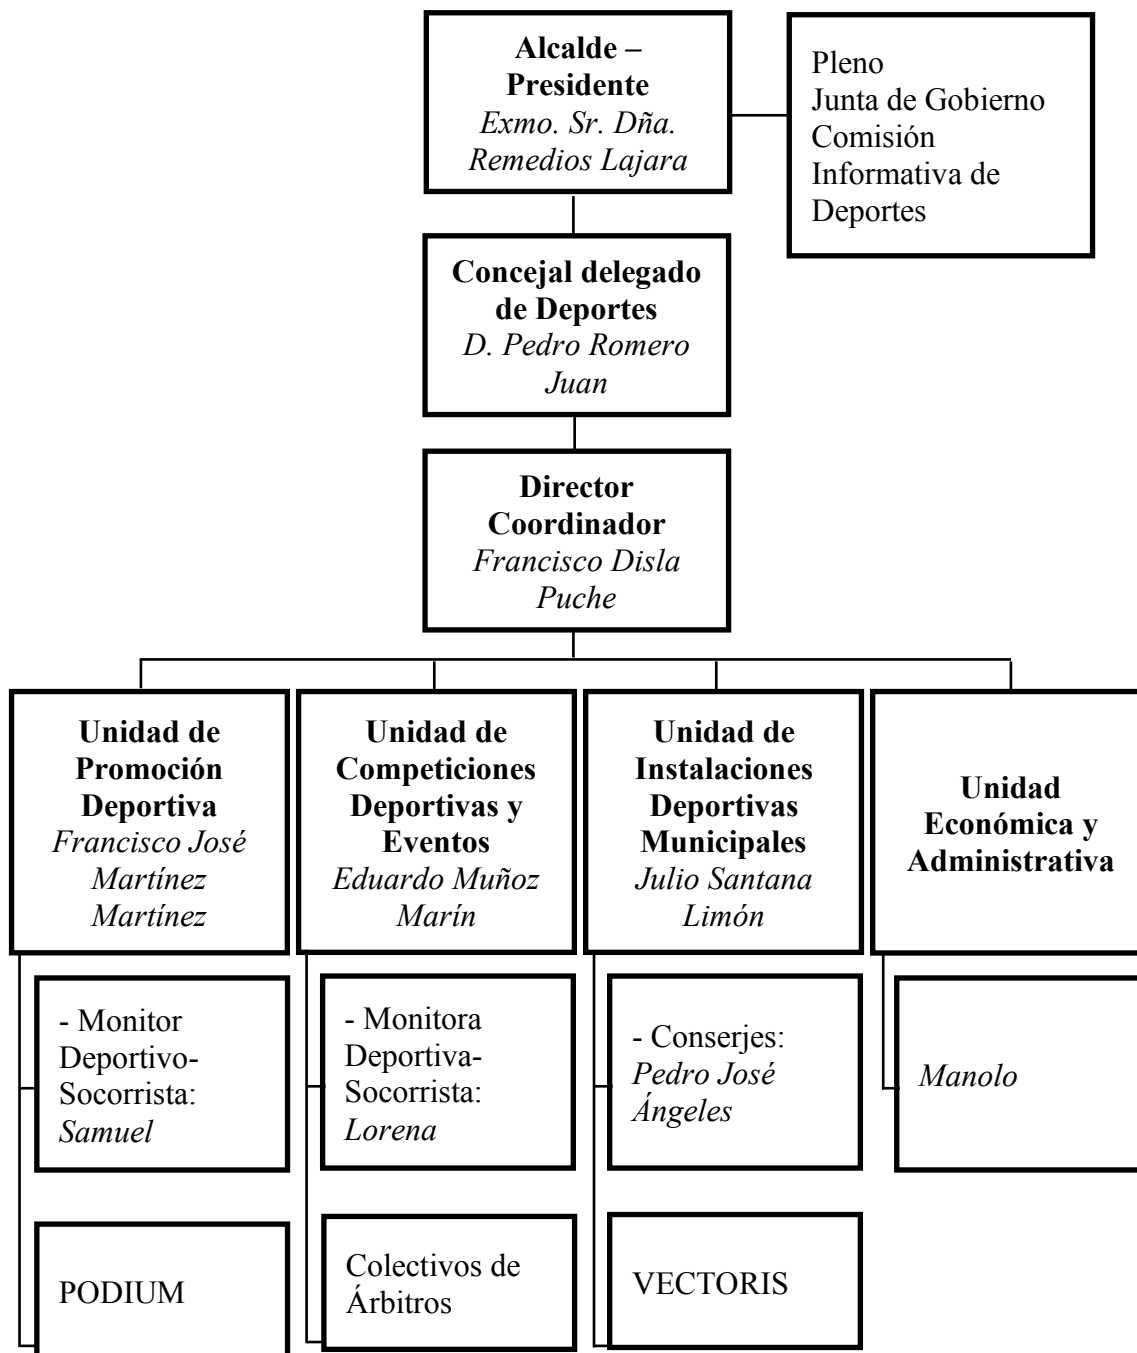 Alcalde –
Presidente
Exmo. Sr. Dña.
Remedios Lajara
Pleno
Junta de Gobierno
Comisión
Informativa de
Deportes
Concejal delegado
de Deportes
D. Pedro Romero
Juan
Director
Coordinador
Francisco Disla
Puche
Unidad de
Promoción
Deportiva
Francisco José
Martínez
Martínez
Unidad de
Competiciones
Deportivas y
Eventos
Eduardo Muñoz
Marín
Unidad de
Instalaciones
Deportivas
Municipales
Julio Santana
Limón
Unidad
Económica y
Administrativa
- Monitor
Deportivo-
Socorrista:
Samuel
- Monitora
Deportiva-
Socorrista:
Lorena
- Conserjes:
Pedro José
Ángeles
Manolo
PODIUM
Colectivos de
Árbitros
VECTORIS